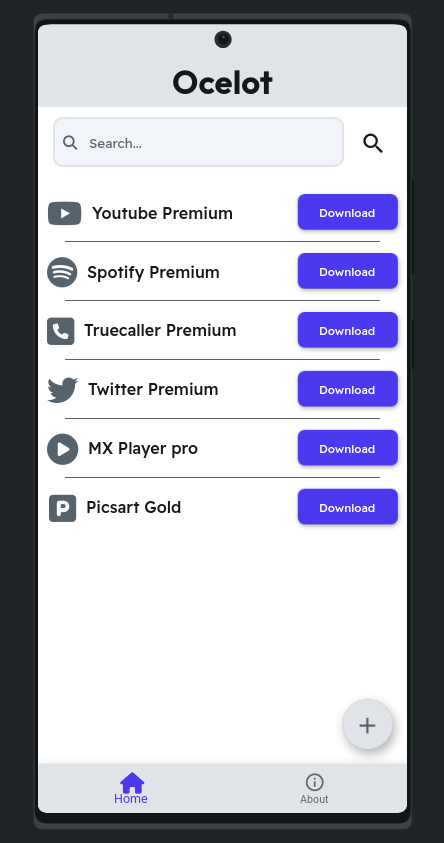 Ocelot
Search...
Youtube Premium Download
Spotify Premium Download
Truecaller Premium Download
Twitter Premium Download
MX Player pro Download
Picsart Gold Download
Home About